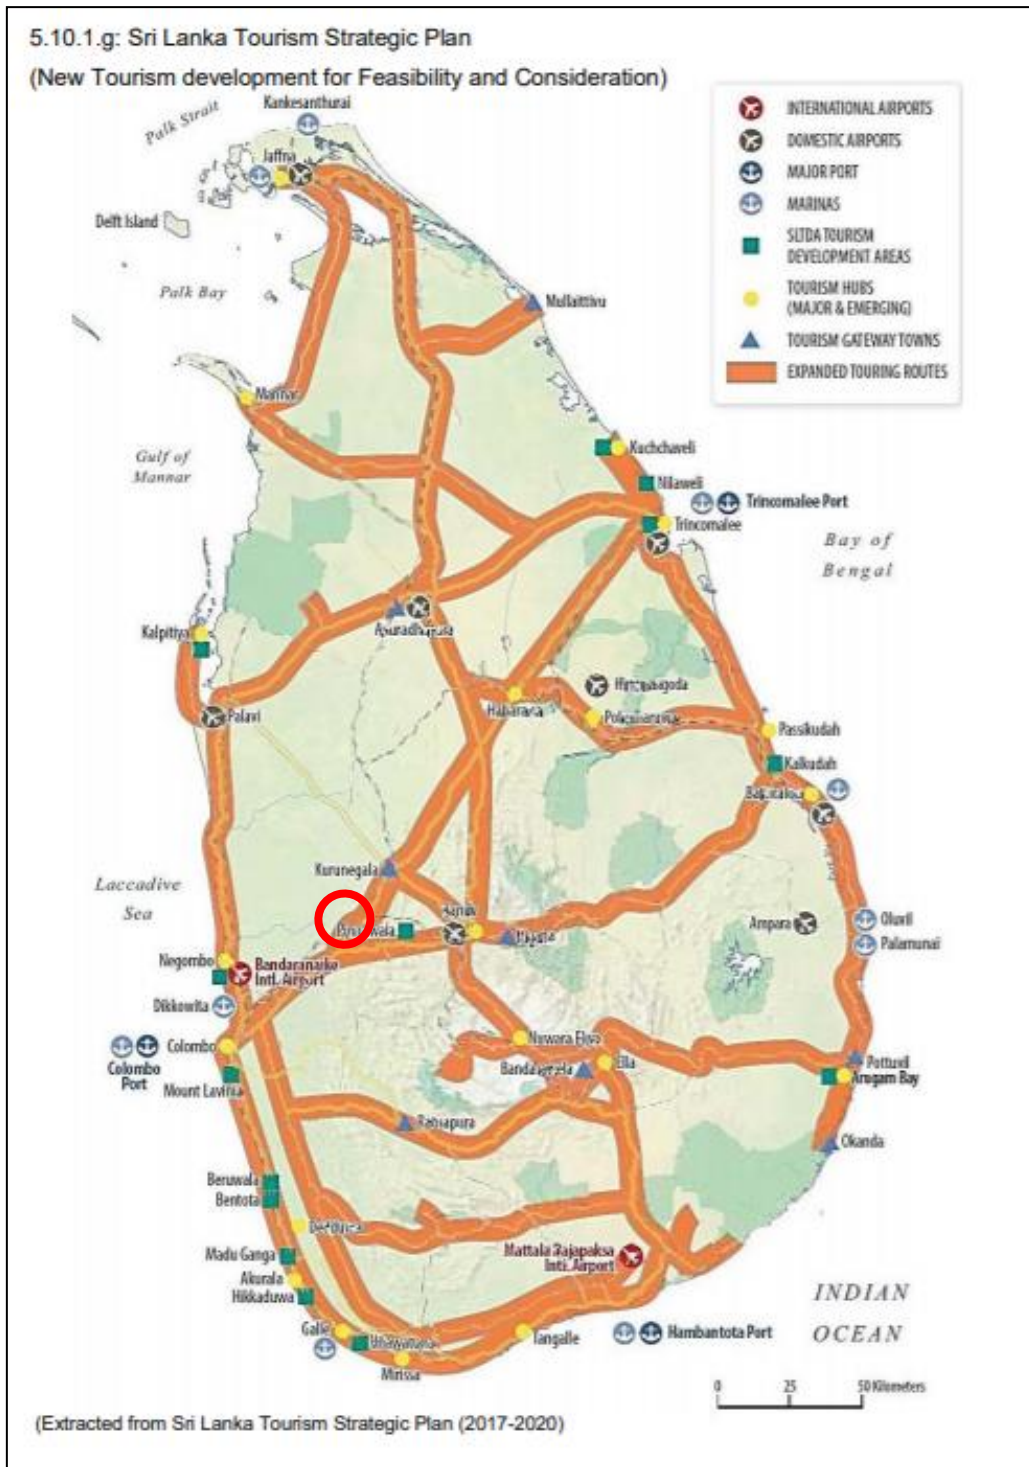 5.10.1.g: Sri Lanka Tourism Strategic Plan
(New Tourism development for Feasibility and Consideration)
Kankesanthurai
Palk Strait
Jaffna
Delft Island
Palk Bay
Mullaittivu
INTERNATIONAL AIRPORTS
DOMESTIC AIRPORTS
MAJOR PORT
MARINAS
SLTDA TOURISM
DEVELOPMENT AREAS
TOURISM HUBS
(MAJOR & EMERGING)
TOURISM GATEWAY TOWNS
EXPANDED TOURING ROUTES
Mannar
Gulf of
Mannar
Kuchchaveli
Nilaweli
Trincomalee Port
Trincomalee
Bay of
Bengal
Anuradhapura
Kalpitiya
Palavi
Habarana
Polonnaruwa
Passikudah
Kalkudah
Kurunegala
Laccadive
Sea
Ampara
Oluvil
Palamunai
Negombo
Bandaranaike
Intl. Airport
Dikkowita
Colombo
Colombo
Port
Mount Lavinia
Nuwara Eliya
Ella
Bandarawela
Pottuvil
Arugam Bay
Ratnapura
Okanda
Beruwala
Bentota
Madu Ganga
Akurala
Hikkaduwa
Mattala Rajapaksa
Intl. Airport
Galle
Unawatuna
Mirissa
Tangalle
Hambantota Port
INDIAN
OCEAN
0 25 50 Kilometers
(Extracted from Sri Lanka Tourism Strategic Plan (2017-2020)